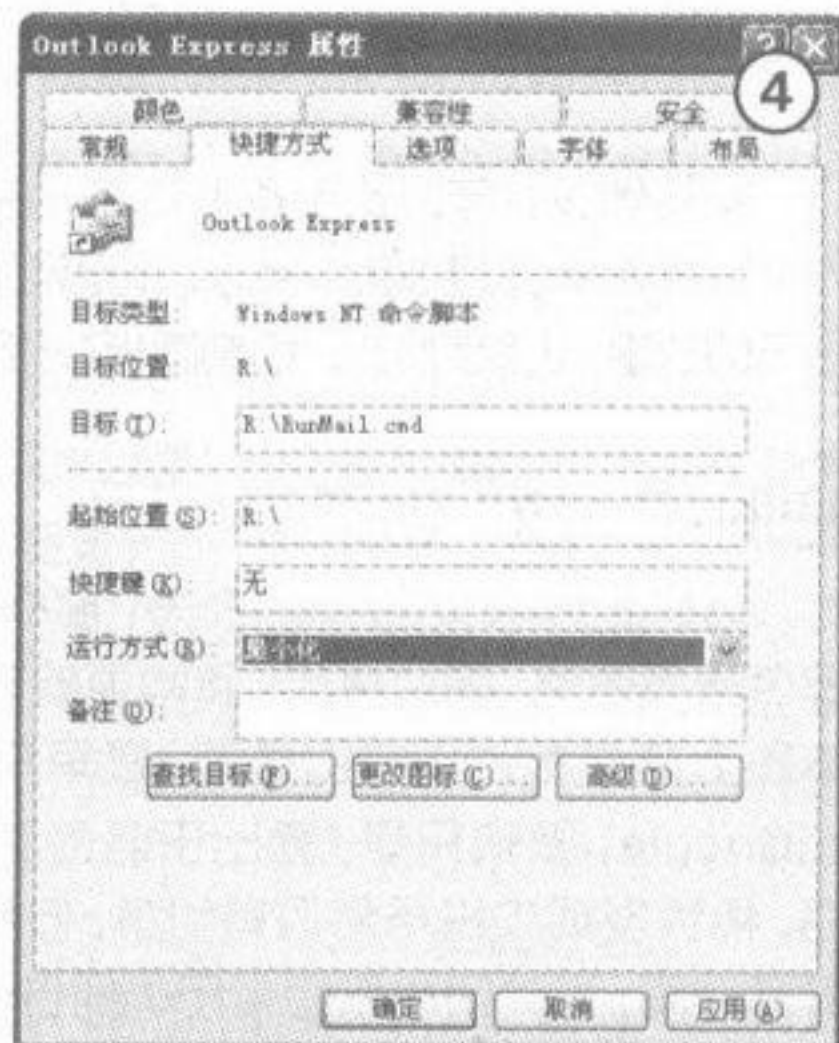 Outlook Express 属性
④
颜色 兼容性 安全
常规 快捷方式 选项 字体 布局
Outlook Express
目标类型: Windows NT 命令脚本
目标位置: R:\
目标(T): R:\RunMail.cmd
起始位置(S): R:\
快捷键(K): 无
运行方式(R): 最小化
备注(O):
查找目标(F)... 更改图标(C)... 高级(D)...
确定 取消 应用(A)